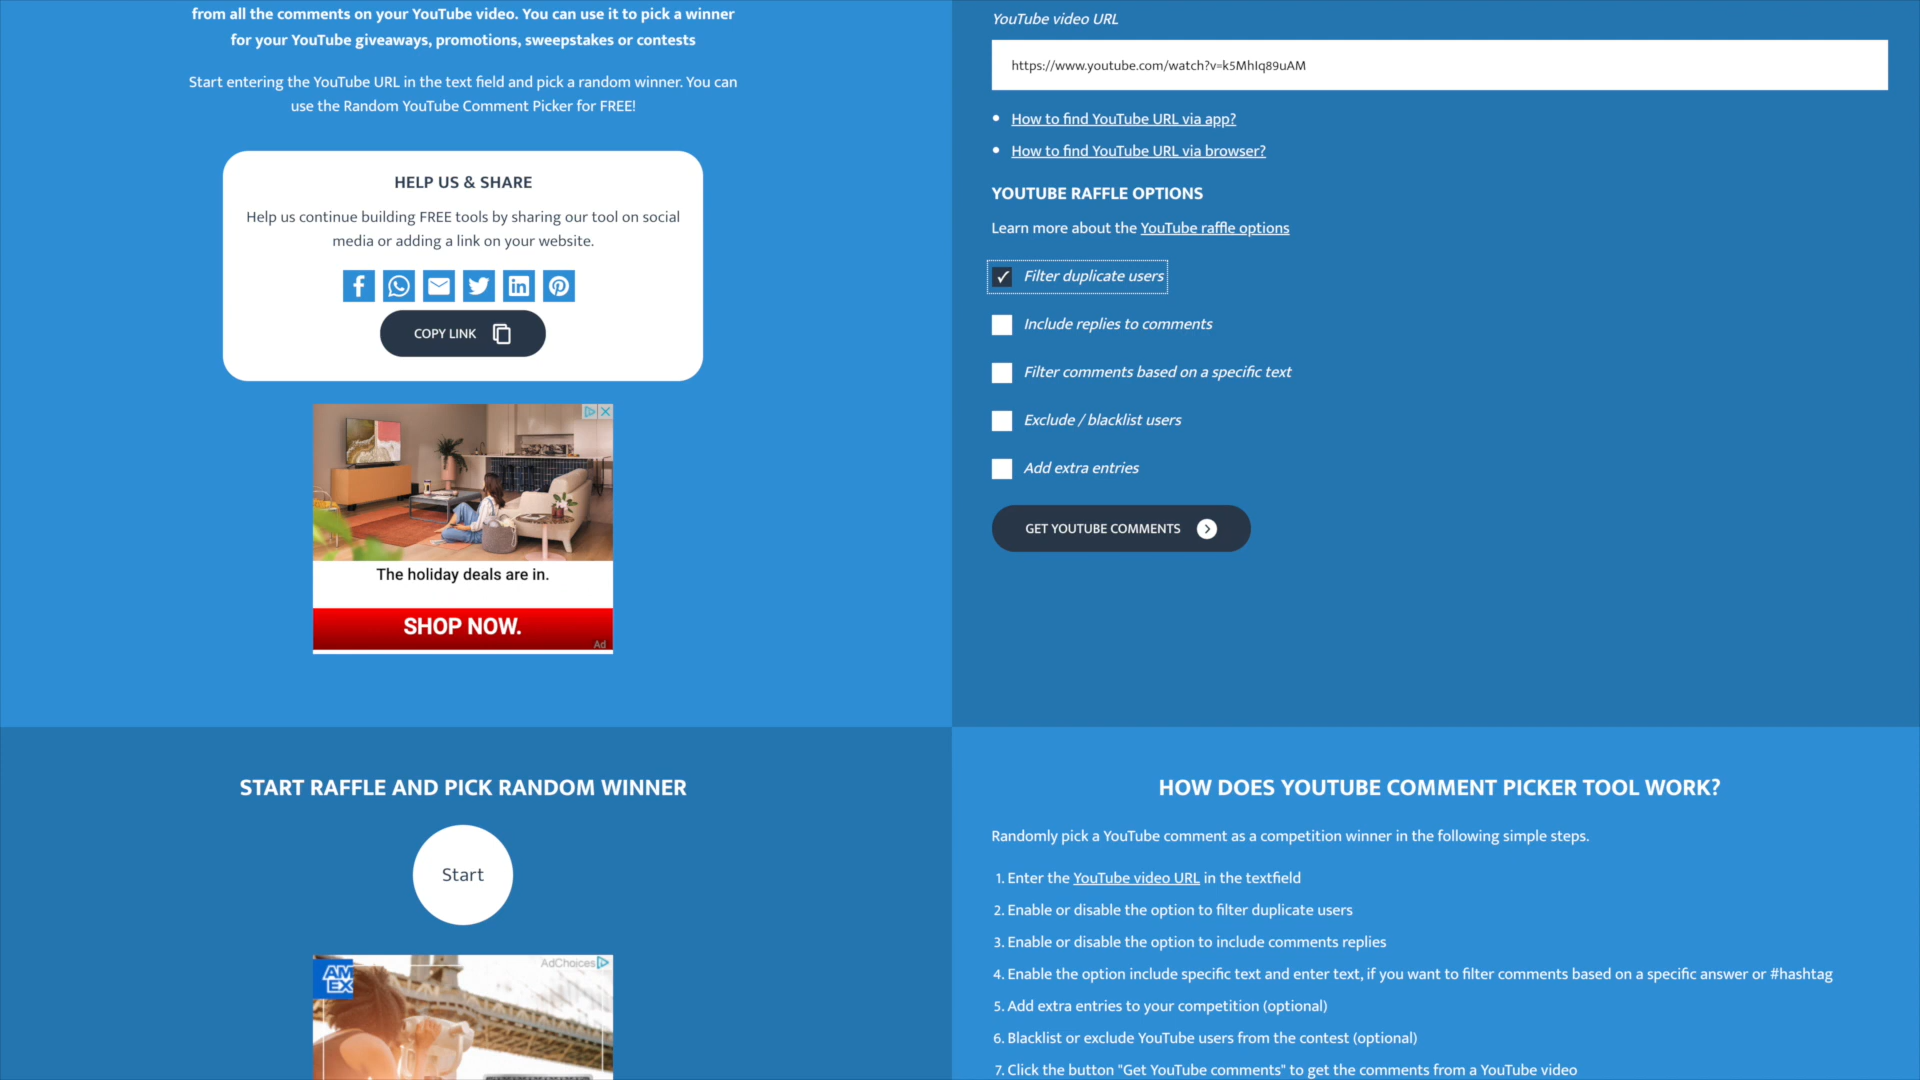 from all the comments on your YouTube video. You can use it to pick a winner
for your YouTube giveaways, promotions, sweepstakes or contests
Start entering the YouTube URL in the text field and pick a random winner. You can
use the Random YouTube Comment Picker for FREE!
HELP US & SHARE
Help us continue building FREE tools by sharing our tool on social
media or adding a link on your website.
COPY LINK
The holiday deals are in.
SHOP NOW.
Ad
YouTube video URL
https://www.youtube.com/watch?v=k5MhIq89uAM
How to find YouTube URL via app?
How to find YouTube URL via browser?
YOUTUBE RAFFLE OPTIONS
Learn more about the YouTube raffle options
Filter duplicate users
Include replies to comments
Filter comments based on a specific text
Exclude / blacklist users
Add extra entries
GET YOUTUBE COMMENTS
START RAFFLE AND PICK RANDOM WINNER
Start
AdChoices
AM
EX
HOW DOES YOUTUBE COMMENT PICKER TOOL WORK?
Randomly pick a YouTube comment as a competition winner in the following simple steps.
1. Enter the YouTube video URL in the textfield
2. Enable or disable the option to filter duplicate users
3. Enable or disable the option to include comments replies
4. Enable the option include specific text and enter text, if you want to filter comments based on a specific answer or #hashtag
5. Add extra entries to your competition (optional)
6. Blacklist or exclude YouTube users from the contest (optional)
7. Click the button "Get YouTube comments" to get the comments from a YouTube video